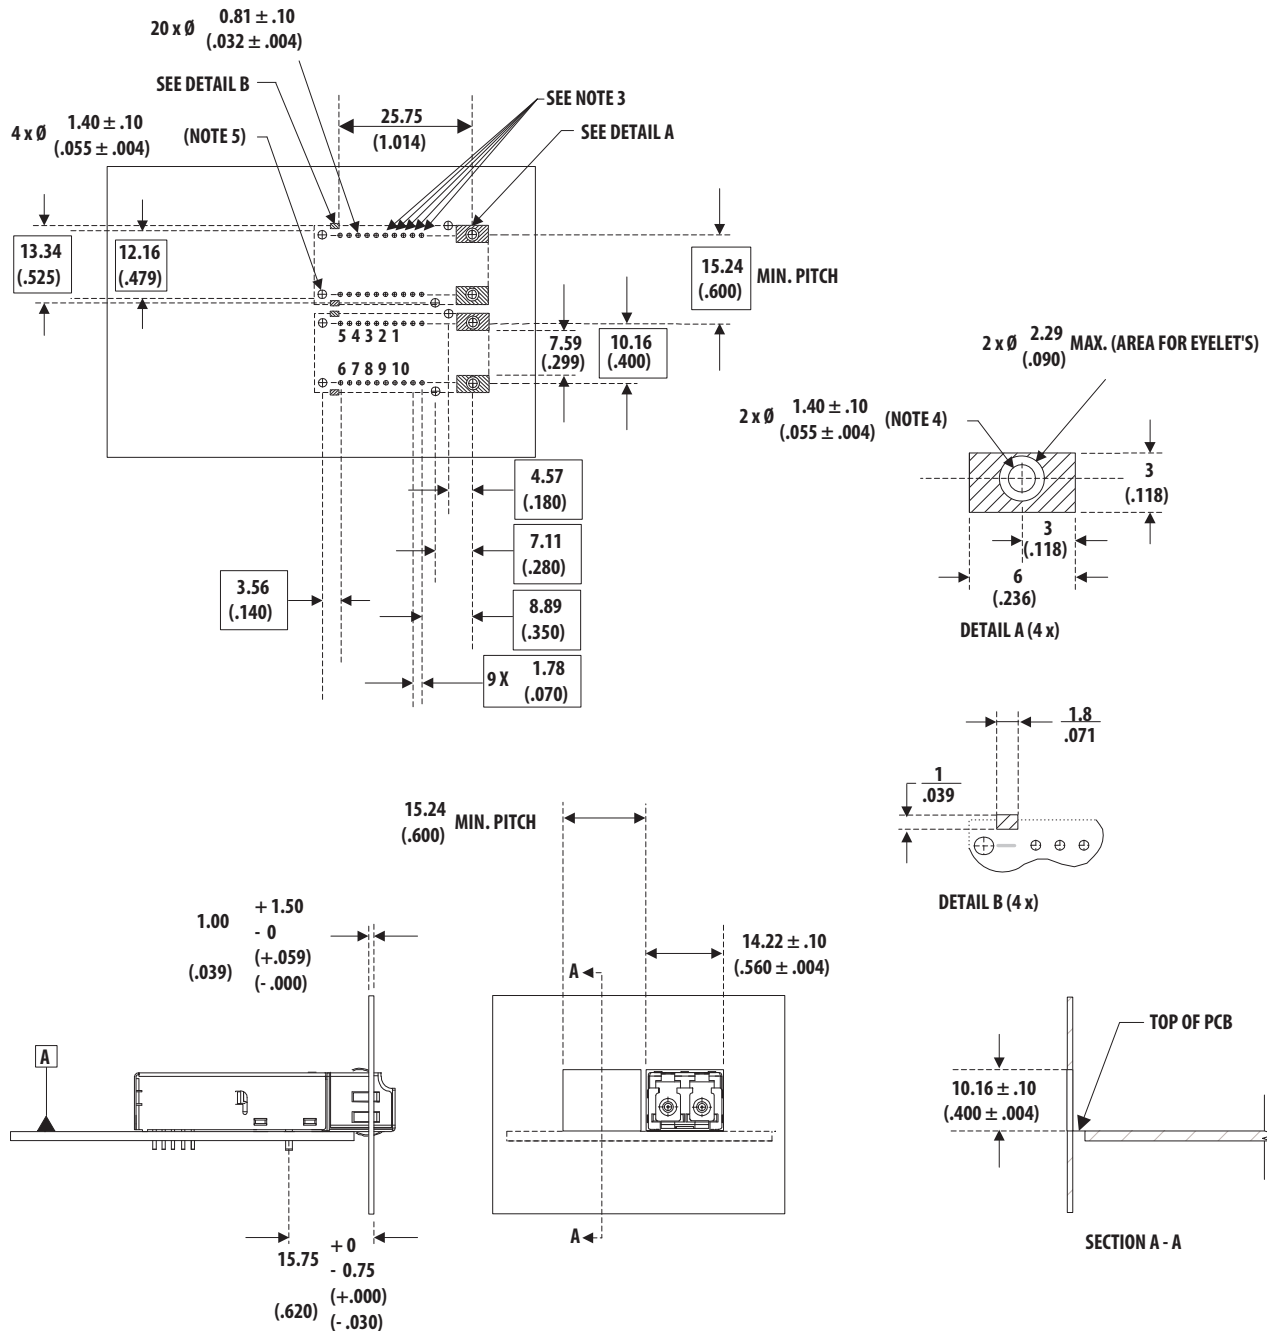 20 x Ø 0.81 ± .10
(.032 ± .004)
SEE DETAIL B
25.75
(1.014)
SEE NOTE 3
SEE DETAIL A
4 x Ø 1.40 ± .10
(.055 ± .004)
(NOTE 5)
13.34
(.525)
12.16
(.479)
15.24
(.600)
MIN. PITCH
5 4 3 2 1
6 7 8 9 10
7.59
(.299)
10.16
(.400)
2 x Ø 2.29 MAX. (AREA FOR EYELET'S)
(.090)
2 x Ø 1.40 ± .10 (NOTE 4)
(.055 ± .004)
3
(.118)
3
(.118)
6
(.236)
DETAIL A (4 x)
4.57
(.180)
7.11
(.280)
3.56
(.140)
8.89
(.350)
9 X 1.78
(.070)
1.8
.071
1
.039
DETAIL B (4 x)
15.24
(.600)
MIN. PITCH
1.00 + 1.50
- 0
(.039) (+.059)
(- .000)
14.22 ± .10
(.560 ± .004)
A
A
A
TOP OF PCB
10.16 ± .10
(.400 ± .004)
SECTION A - A
15.75 + 0
- 0.75
(.620) (+.000)
(- .030)